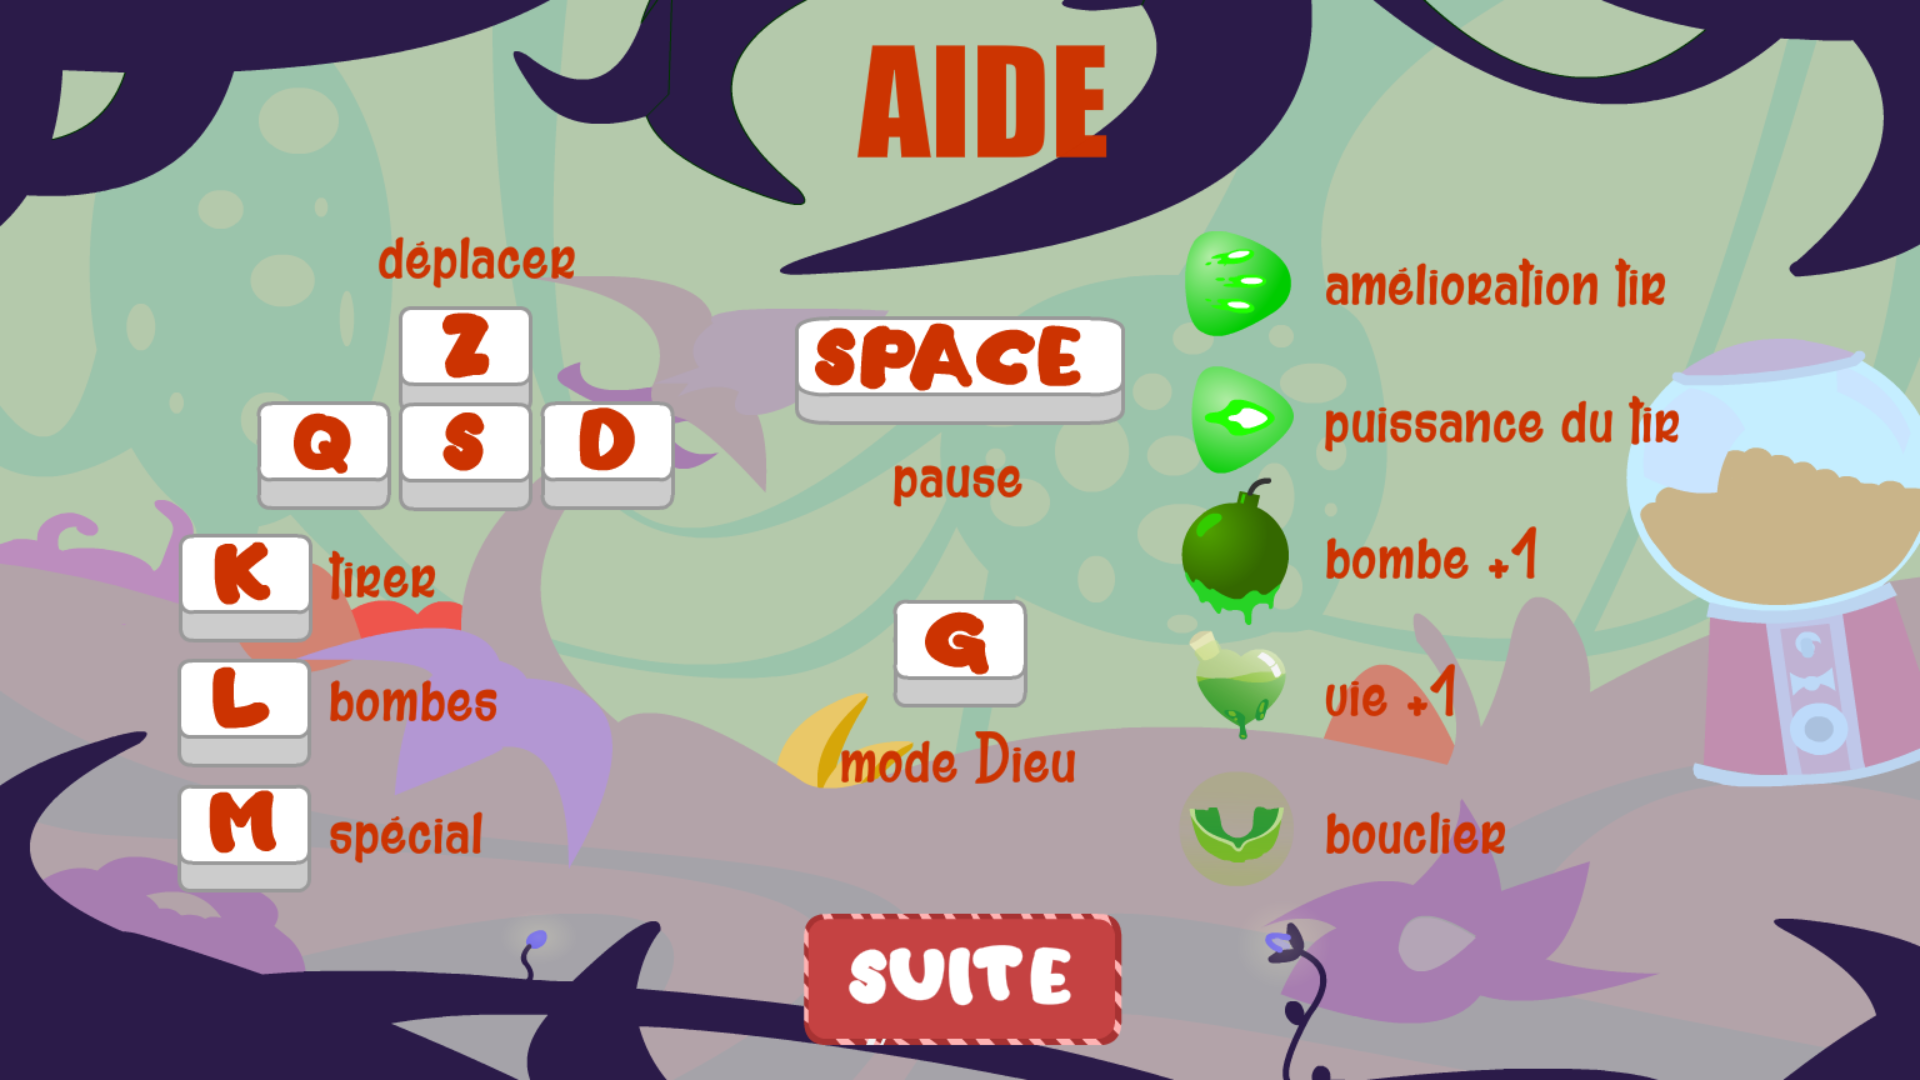 AIDE
déplacer
Z
Q S D
K tirer
L bombes
M spécial
SPACE
pause
G
mode Dieu
amélioration tir
puissance du tir
bombe +1
vie +1
bouclier
SUITE